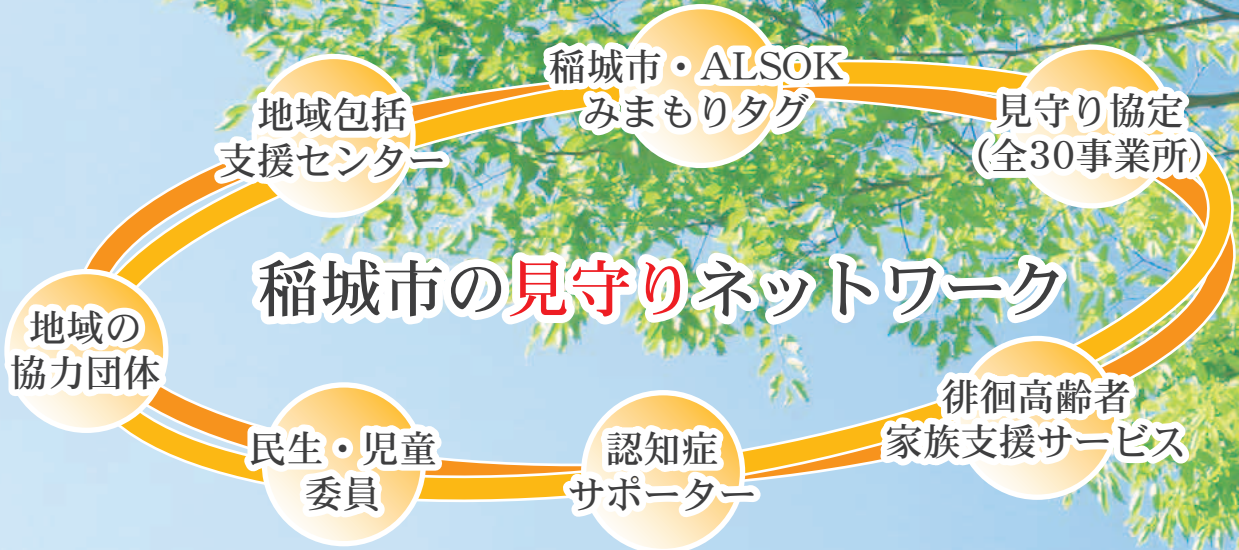 稲城市・ALSOK
みまもりタグ
地域包括
支援センター
見守り協定
（全30事業所）
稲城市の見守りネットワーク
地域の
協力団体
徘徊高齢者
家族支援サービス
民生・児童
委員
認知症
サポーター